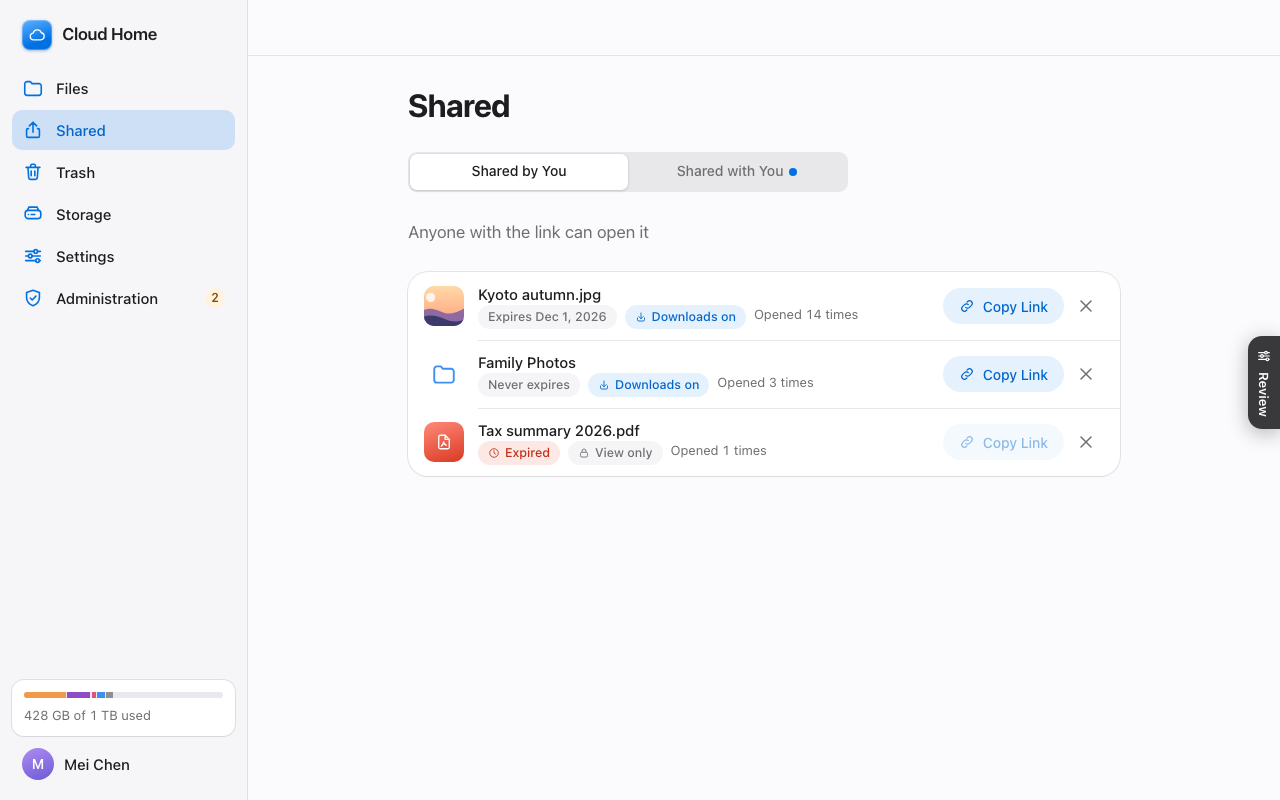 Cloud Home
Files
Shared
Trash
Storage
Settings
Administration 2
428 GB of 1 TB used
M Mei Chen
Shared
Shared by You Shared with You
Anyone with the link can open it
Kyoto autumn.jpg
Expires Dec 1, 2026 Downloads on Opened 14 times
Copy Link
Family Photos
Never expires Downloads on Opened 3 times
Copy Link
Tax summary 2026.pdf
Expired View only Opened 1 times
Copy Link
Review